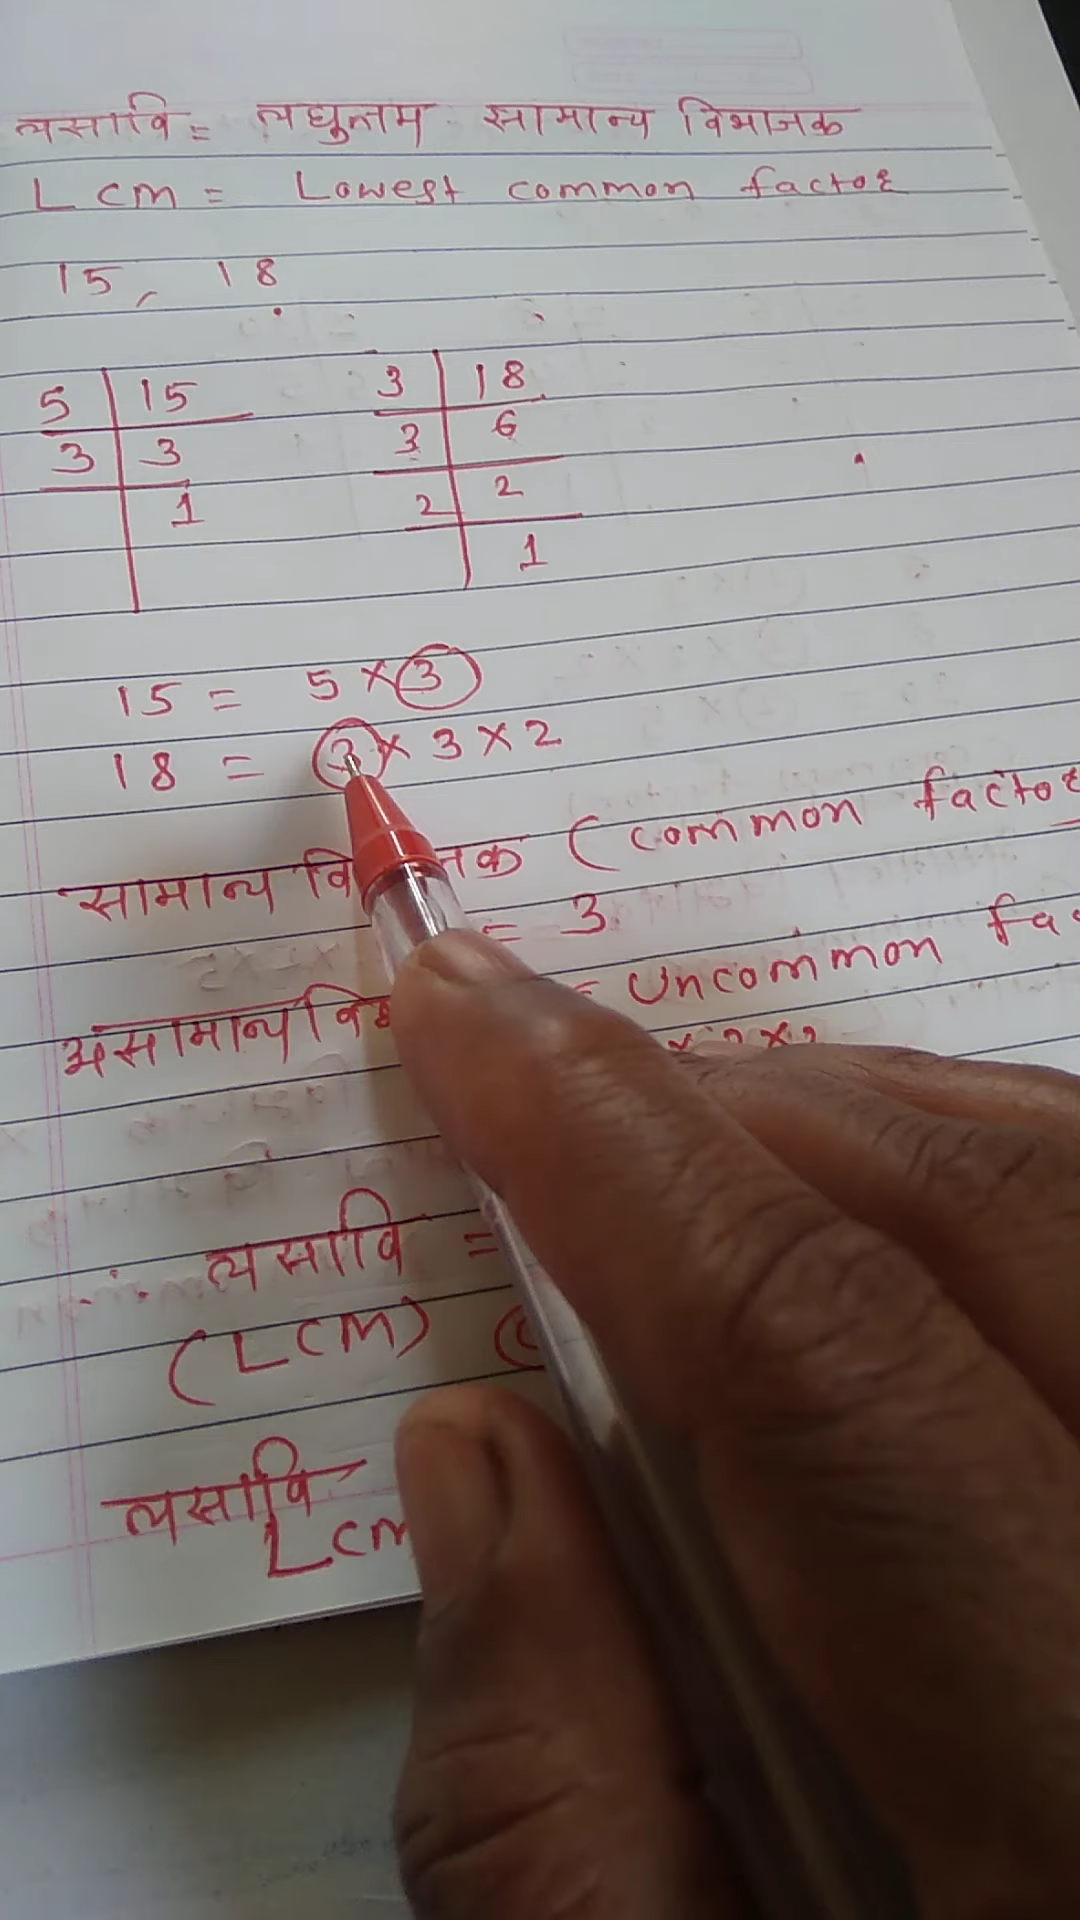 लसावि = लघुत्तम सामान्य विभाजक
LCM = Lowest common factor
15, 18
5 | 15
3 | 3
1
3 | 18
3 | 6
2 | 2
1
15 = 5 × 3
18 = 3 × 3 × 2
सामान्य (common factor
= 3
असामान्य = Uncommon
∴ लसावि =
(LCM)
लसावि
LCM